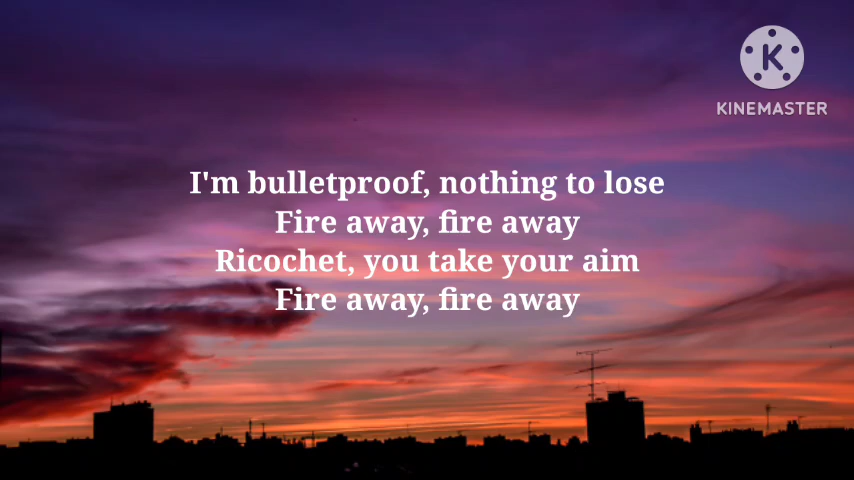 K
KINEMASTER
I'm bulletproof, nothing to lose
Fire away, fire away
Ricochet, you take your aim
Fire away, fire away